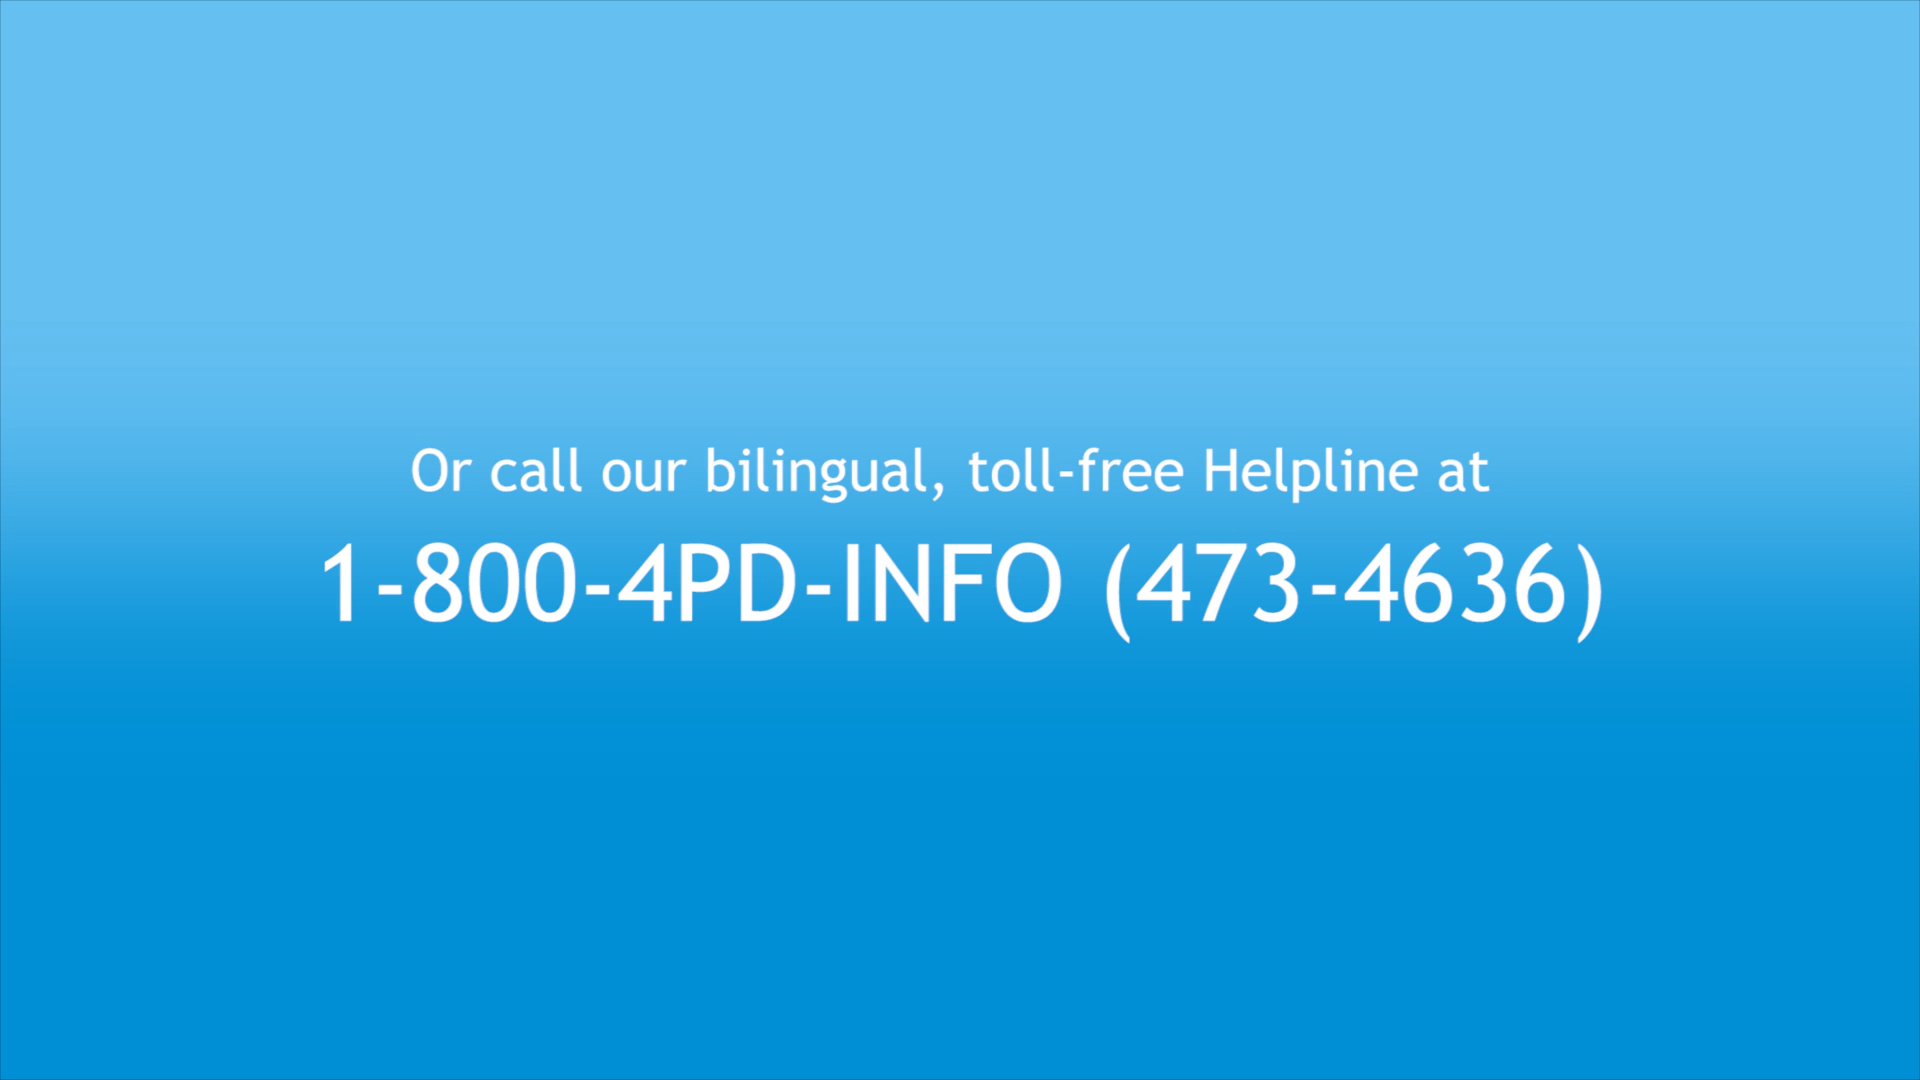 Or call our bilingual, toll-free Helpline at
1-800-4PD-INFO (473-4636)